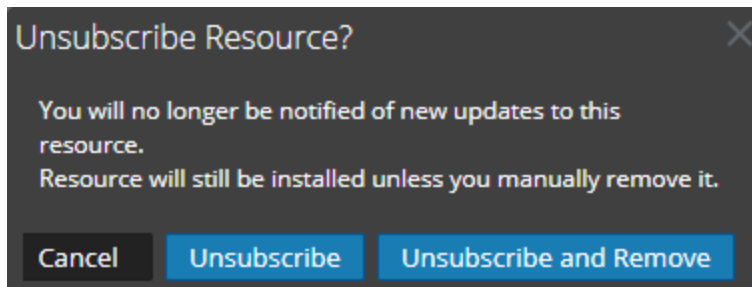 Unsubscribe Resource?
You will no longer be notified of new updates to this
resource.
Resource will still be installed unless you manually remove it.
Cancel Unsubscribe Unsubscribe and Remove